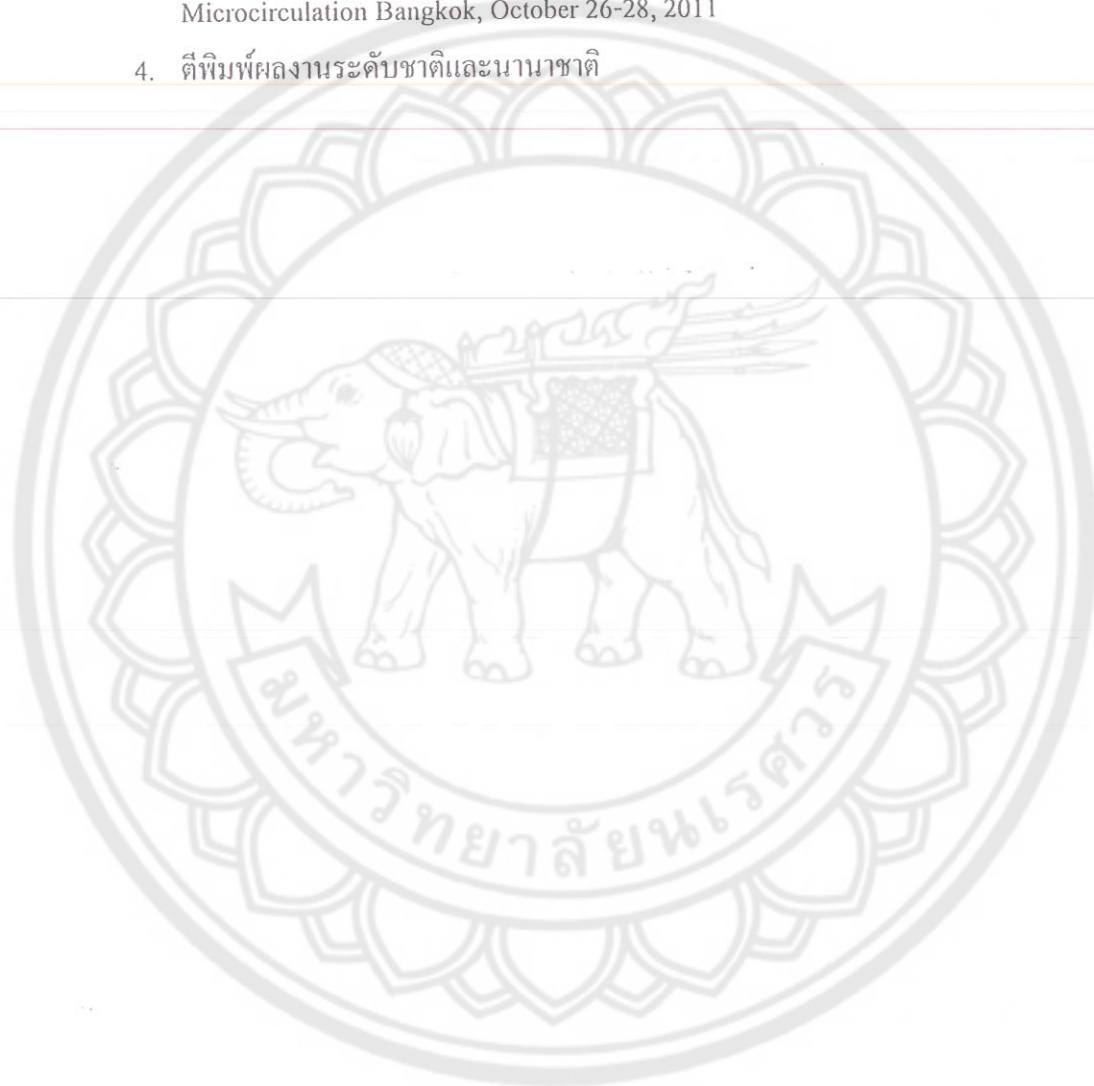 Microcirculation Bangkok, October 26-28, 2011
4. ตีพิมพ์ผลงานระดับชาติและนานาชาติ
มหาวิทยาลัยนเรศวร